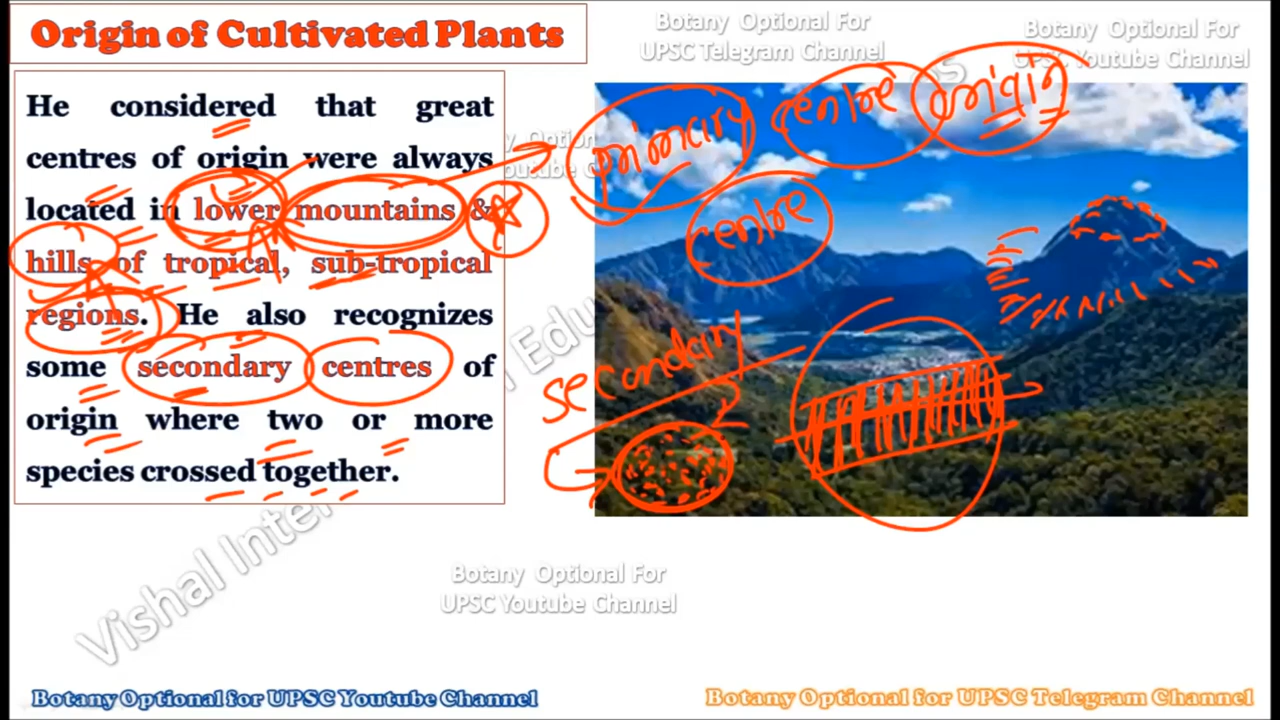 Origin of Cultivated Plants
Botany Optional For
UPSC Telegram Channel
Botany Optional For
UPSC Youtube Channel
He considered that great
centres of origin were always
located in lower mountains &
hills of tropical, sub-tropical
regions. He also recognizes
some secondary centres of
origin where two or more
species crossed together.
primary centre origin
centre
secondary
Vishal
Botany Optional For
UPSC Youtube Channel
Botany Optional for UPSC Youtube Channel
Botany Optional for UPSC Telegram Channel